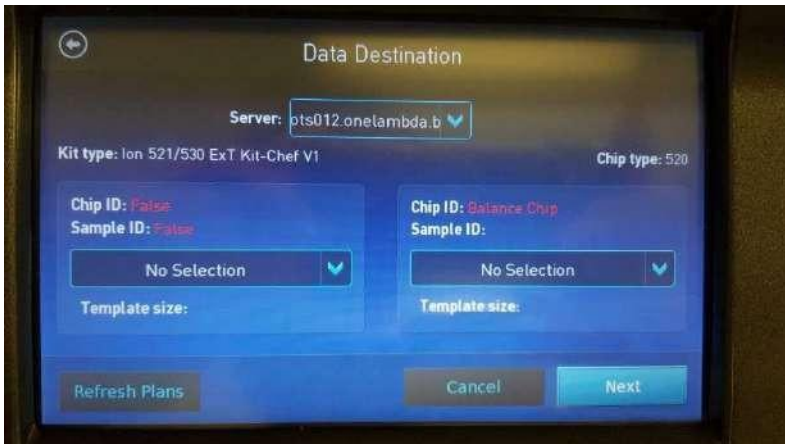 Data Destination
Server: pts012.onelambda.b
Kit type: Ion 521/530 ExT Kit-Chef V1
Chip type: 520
Chip ID: False
Sample ID: False
No Selection
Template size:
Chip ID: Balance Chip
Sample ID:
No Selection
Template size:
Refresh Plans
Cancel
Next